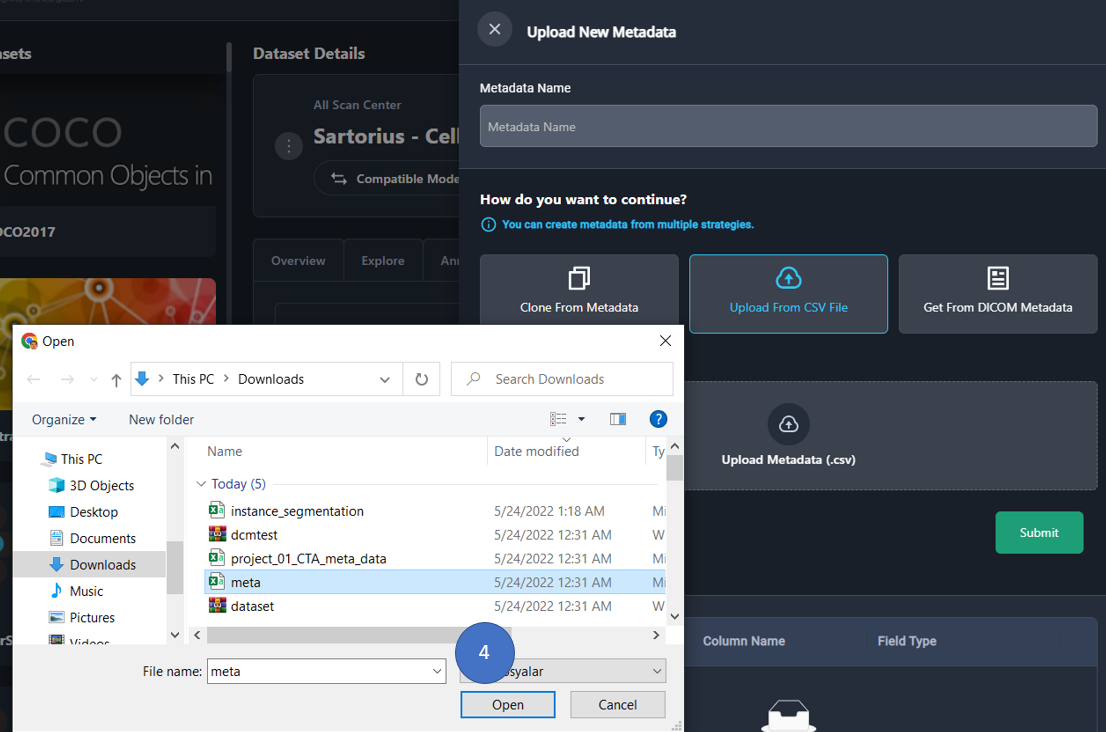 Upload New Metadata
Dataset Details
Metadata Name
COCO
All Scan Center
Metadata Name
Sartorius - Cell
Common Objects in
Compatible Mode
How do you want to continue?
You can create metadata from multiple strategies.
Overview
Explore
Clone From Metadata
Upload From CSV File
Get From DICOM Metadata
Open
This PC
Downloads
Search Downloads
Organize
New folder
?
Name
Date modified
Ty
Upload Metadata (.csv)
This PC
3D Objects
Desktop
Documents
Downloads
Music
Pictures
Videos
Today (5)
instance_segmentation 5/24/2022 1:18 AM Mi
dcmtest 5/24/2022 12:31 AM W
project_01_CTA_meta_data 5/24/2022 12:31 AM Mi
meta 5/24/2022 12:31 AM Mi
dataset 5/24/2022 12:31 AM W
Submit
Column Name
Field Type
4
File name: meta
Open
Cancel